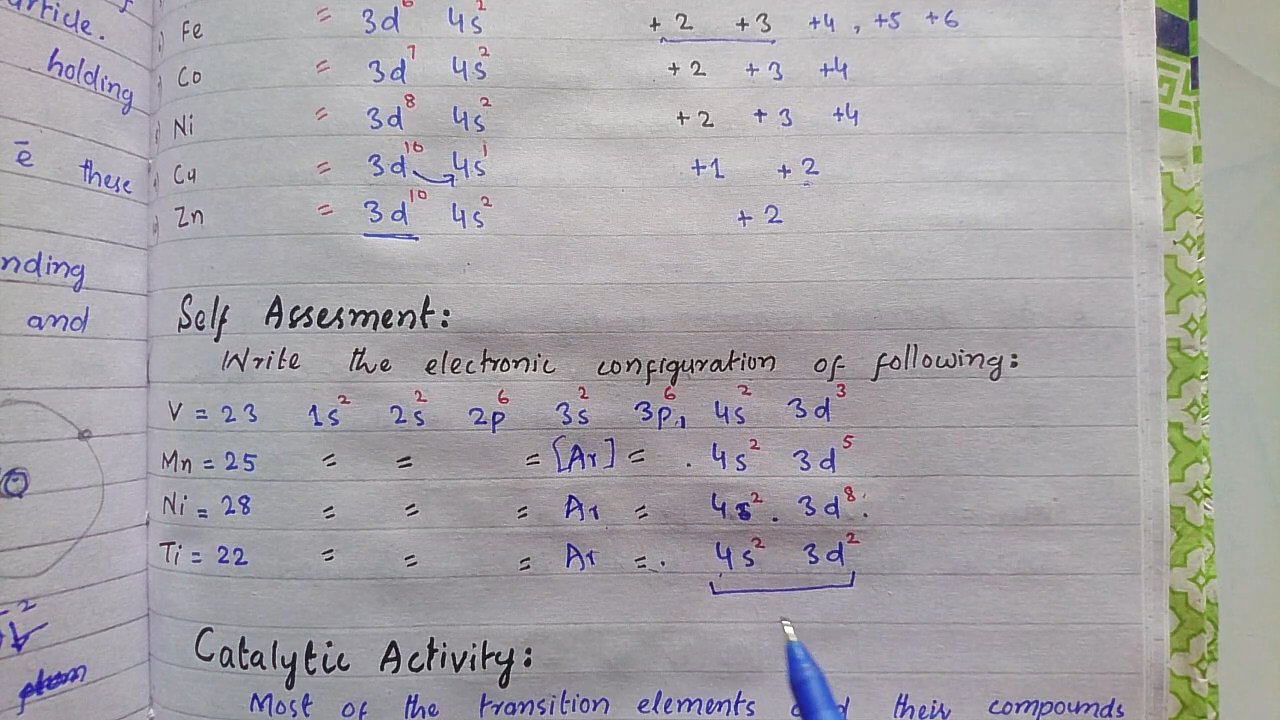 article.
holding
ē these
nding
and
Fe = 3d⁶ 4s² +2 +3 +4, +5 +6
Co = 3d⁷ 4s² +2 +3 +4
Ni = 3d⁸ 4s² +2 +3 +4
Cu = 3d¹⁰ 4s¹ +1 +2
Zn = 3d¹⁰ 4s² +2
Self Assesment:
Write the electronic configuration of following:
V = 23 1s² 2s² 2p⁶ 3s² 3p⁶, 4s² 3d³
Mn = 25 = = = [Ar] = . 4s² 3d⁵
Ni = 28 = = = Ar = 4s². 3d⁸.
Ti = 22 = = = Ar =. 4s² 3d²
Catalytic Activity:
Most of the transition elements and their compounds